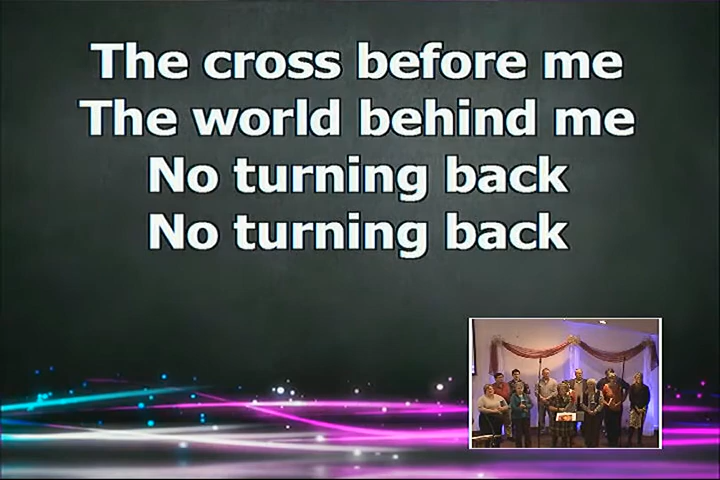 The cross before me
The world behind me
No turning back
No turning back